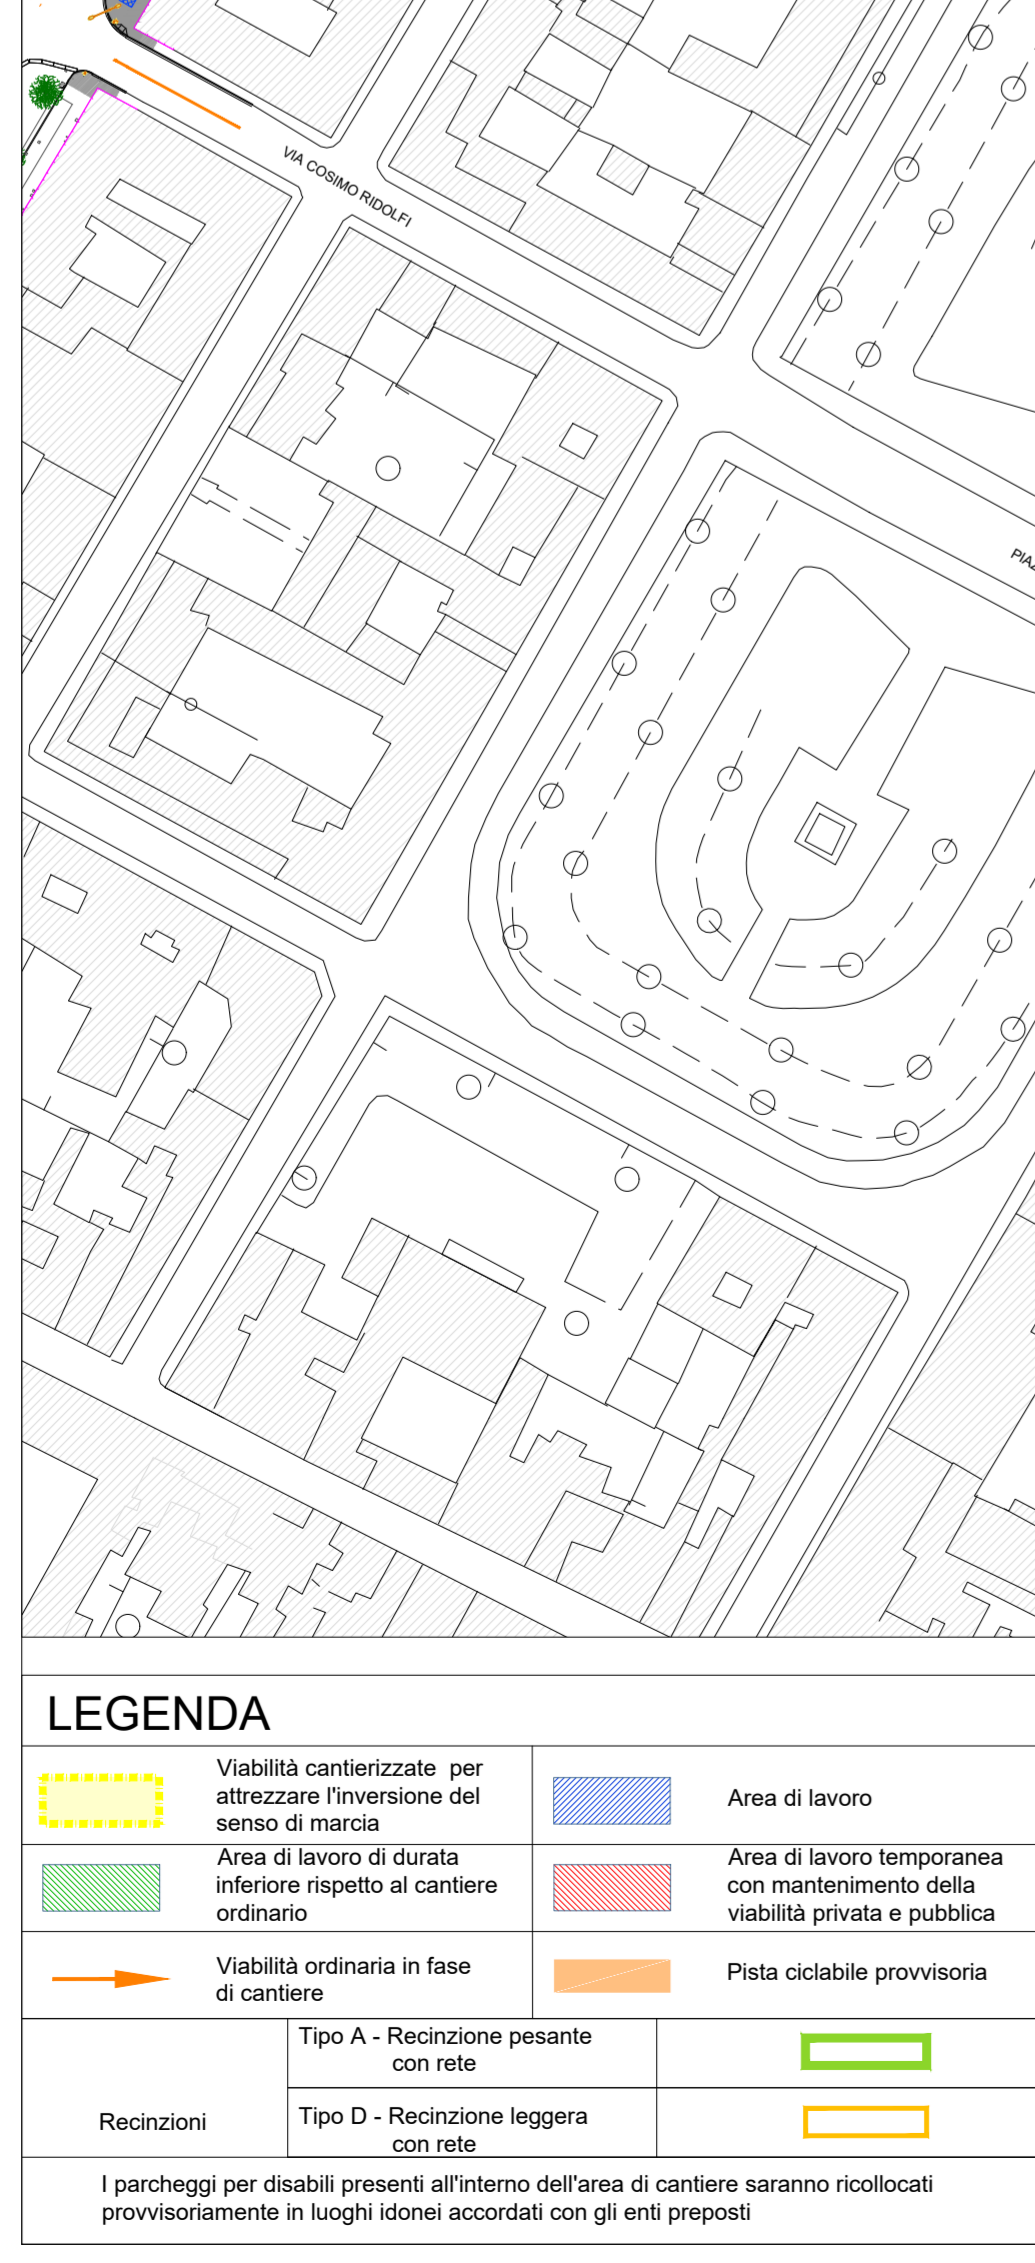 VIA COSIMO RIDOLFI
LEGENDA
Viabilità cantierizzate per
attrezzare l'inversione del
senso di marcia
Area di lavoro
Area di lavoro di durata
inferiore rispetto al cantiere
ordinario
Area di lavoro temporanea
con mantenimento della
viabilità privata e pubblica
Viabilità ordinaria in fase
di cantiere
Pista ciclabile provvisoria
Recinzioni
Tipo A - Recinzione pesante
con rete
Tipo D - Recinzione leggera
con rete
I parcheggi per disabili presenti all'interno dell'area di cantiere saranno ricollocati
provvisoriamente in luoghi idonei accordati con gli enti preposti